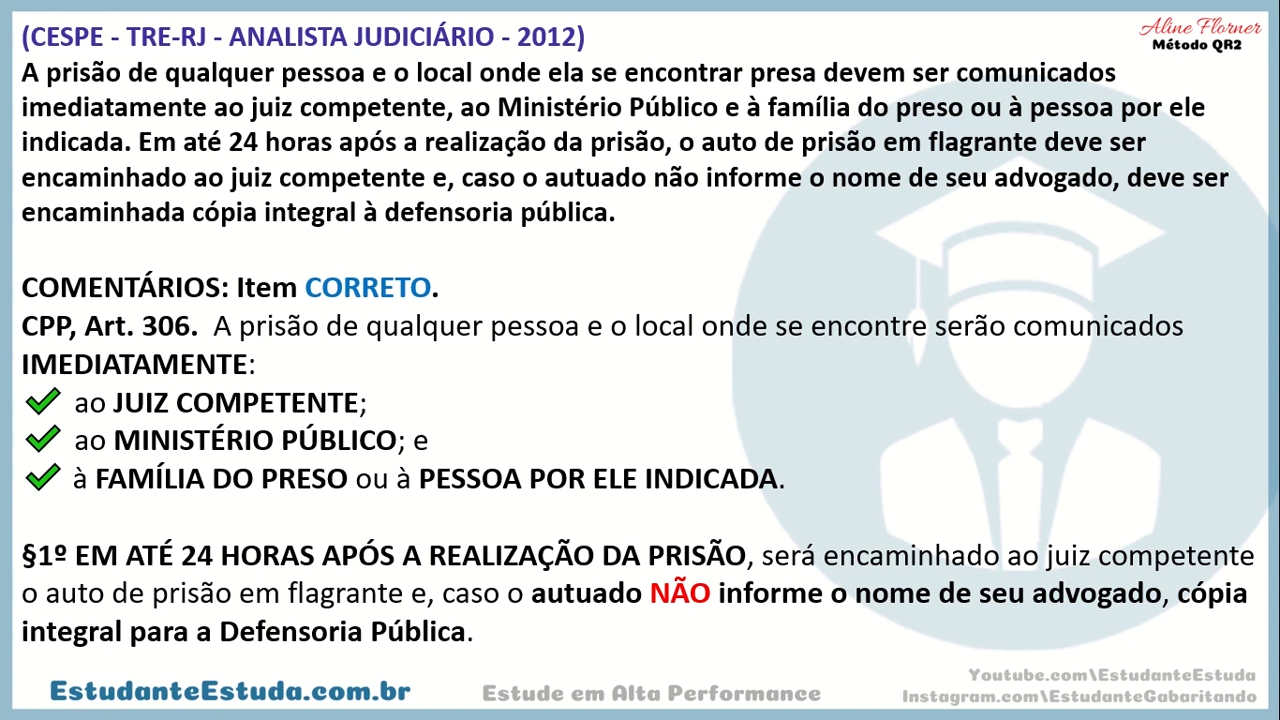 (CESPE - TRE-RJ - ANALISTA JUDICIÁRIO - 2012)
Aline Florner
Método QR2
A prisão de qualquer pessoa e o local onde ela se encontrar presa devem ser comunicados
imediatamente ao juiz competente, ao Ministério Público e à família do preso ou à pessoa por ele
indicada. Em até 24 horas após a realização da prisão, o auto de prisão em flagrante deve ser
encaminhado ao juiz competente e, caso o autuado não informe o nome de seu advogado, deve ser
encaminhada cópia integral à defensoria pública.
COMENTÁRIOS: Item CORRETO.
CPP, Art. 306. A prisão de qualquer pessoa e o local onde se encontre serão comunicados
IMEDIATAMENTE:
ao JUIZ COMPETENTE;
ao MINISTÉRIO PÚBLICO; e
à FAMÍLIA DO PRESO ou à PESSOA POR ELE INDICADA.
§1º EM ATÉ 24 HORAS APÓS A REALIZAÇÃO DA PRISÃO, será encaminhado ao juiz competente
o auto de prisão em flagrante e, caso o autuado NÃO informe o nome de seu advogado, cópia
integral para a Defensoria Pública.
EstudanteEstuda.com.br
Estude em Alta Performance
Youtube.com\EstudanteEstuda
Instagram.com\EstudanteGabaritando